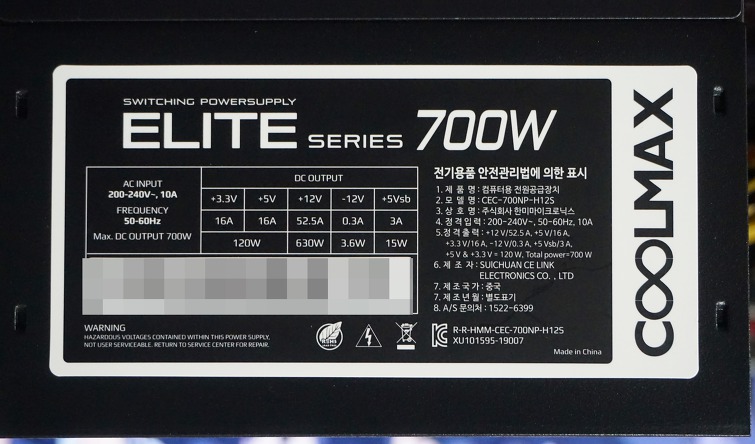 SWITCHING POWERSUPPLY
ELITE SERIES 700W
AC INPUT
200-240V~, 10A
FREQUENCY
50-60Hz
Max. DC OUTPUT 700W
DC OUTPUT
+3.3V +5V +12V -12V +5Vsb
16A 16A 52.5A 0.3A 3A
120W 630W 3.6W 15W
WARNING
HAZARDOUS VOLTAGES CONTAINED WITHIN THIS POWER SUPPLY.
NOT USER SERVICEABLE. RETURN TO SERVICE CENTER FOR REPAIR.
전기용품 안전관리법에 의한 표시
1. 제 품 명 : 컴퓨터용 전원공급장치
2. 모 델 명 : CEC-700NP-H12S
3. 상 호 명 : 주식회사 한미마이크로닉스
4. 정격입력 : 200-240V~, 50-60Hz, 10A
5.정격출력 : +12 V/52.5 A, +5 V/16 A,
+3.3 V/16 A, -12 V/0.3 A, +5 Vsb/3 A,
+5 V & +3.3 V = 120 W, Total power=700 W
6. 제 조 자 : SUICHUAN CE LINK
ELECTRONICS CO. , LTD
7. 제조국가 : 중국
7. 제조년월 : 별도표기
8. A/S 문의처 : 1522-6399
RoHS
R-R-HMM-CEC-700NP-H12S
XU101595-19007
Made in China
COOLMAX